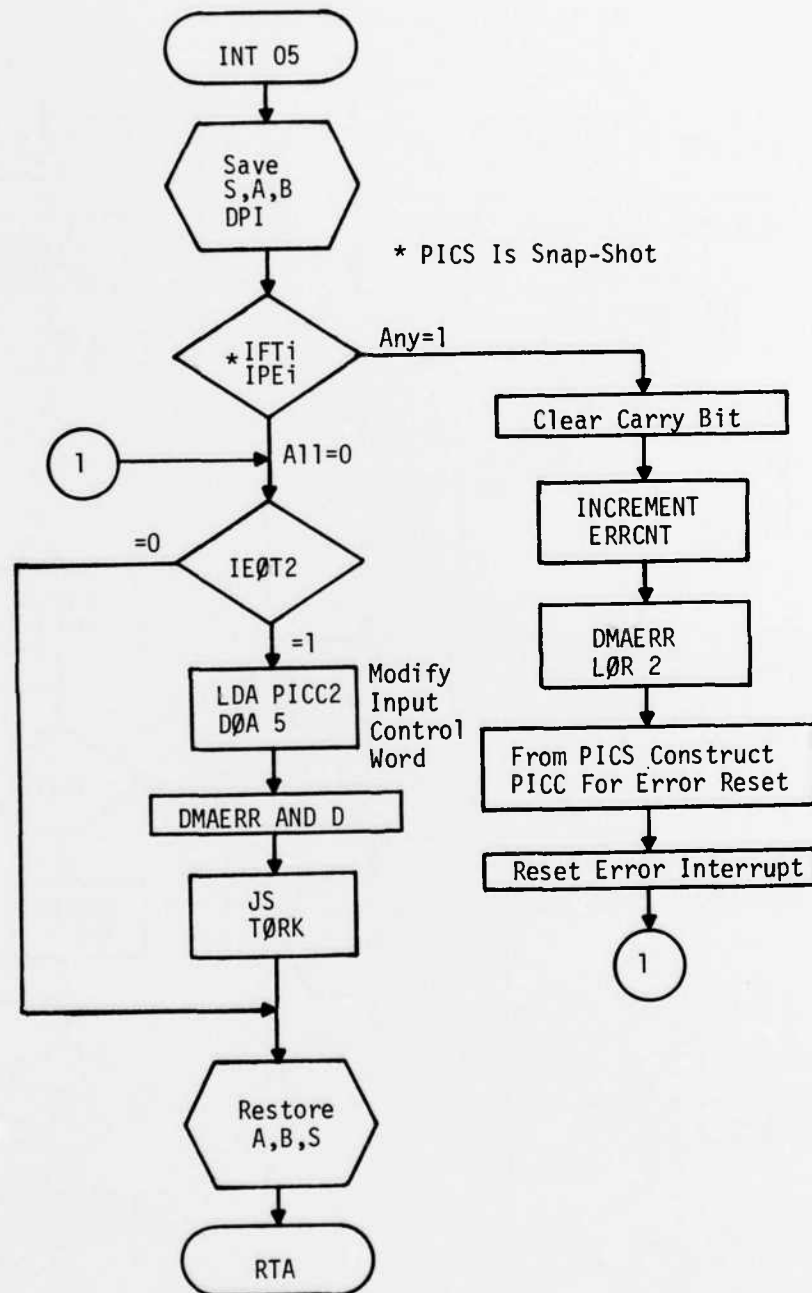 INT 05
Save
S,A,B
DPI
* PICS Is Snap-Shot
* IFTi
IPEi
Any=1
Clear Carry Bit
1
All=0
INCREMENT
ERRCNT
=0
IEØT2
=1
DMAERR
LØR 2
LDA PICC2
DØA 5
Modify
Input
Control
Word
From PICS Construct
PICC For Error Reset
DMAERR AND D
Reset Error Interrupt
JS
TØRK
1
Restore
A,B,S
RTA